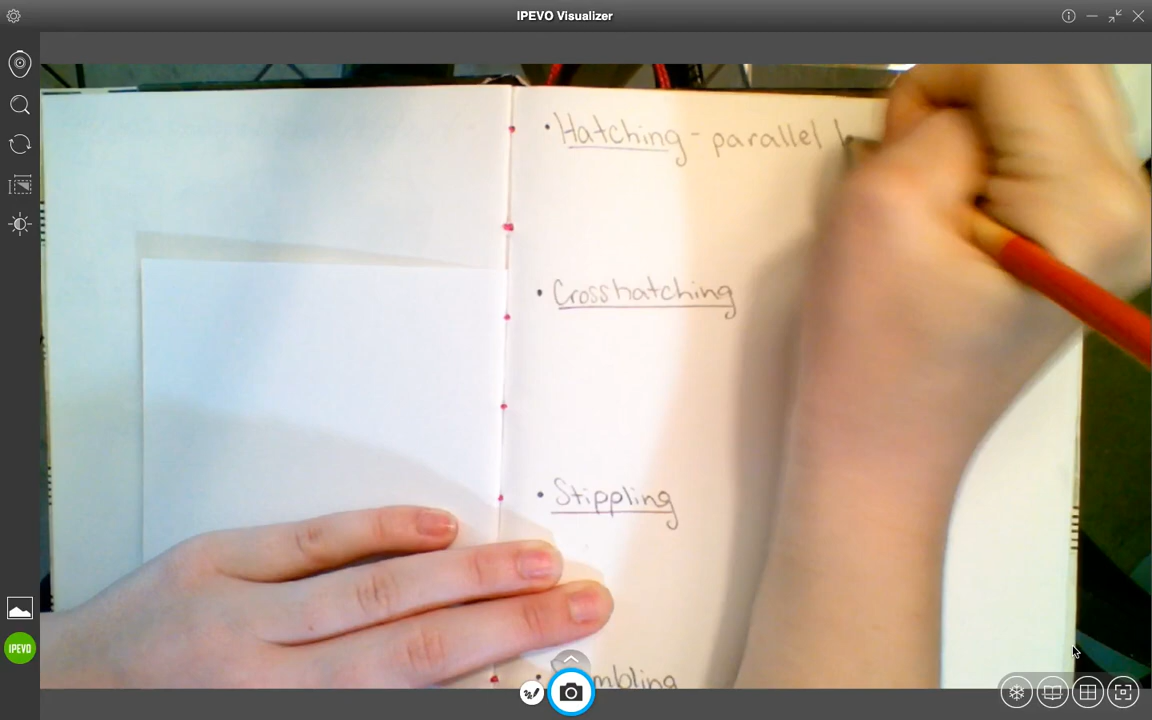 IPEVO Visualizer
• Hatching - parallel
• Crosshatching
• Stippling
IPEVO